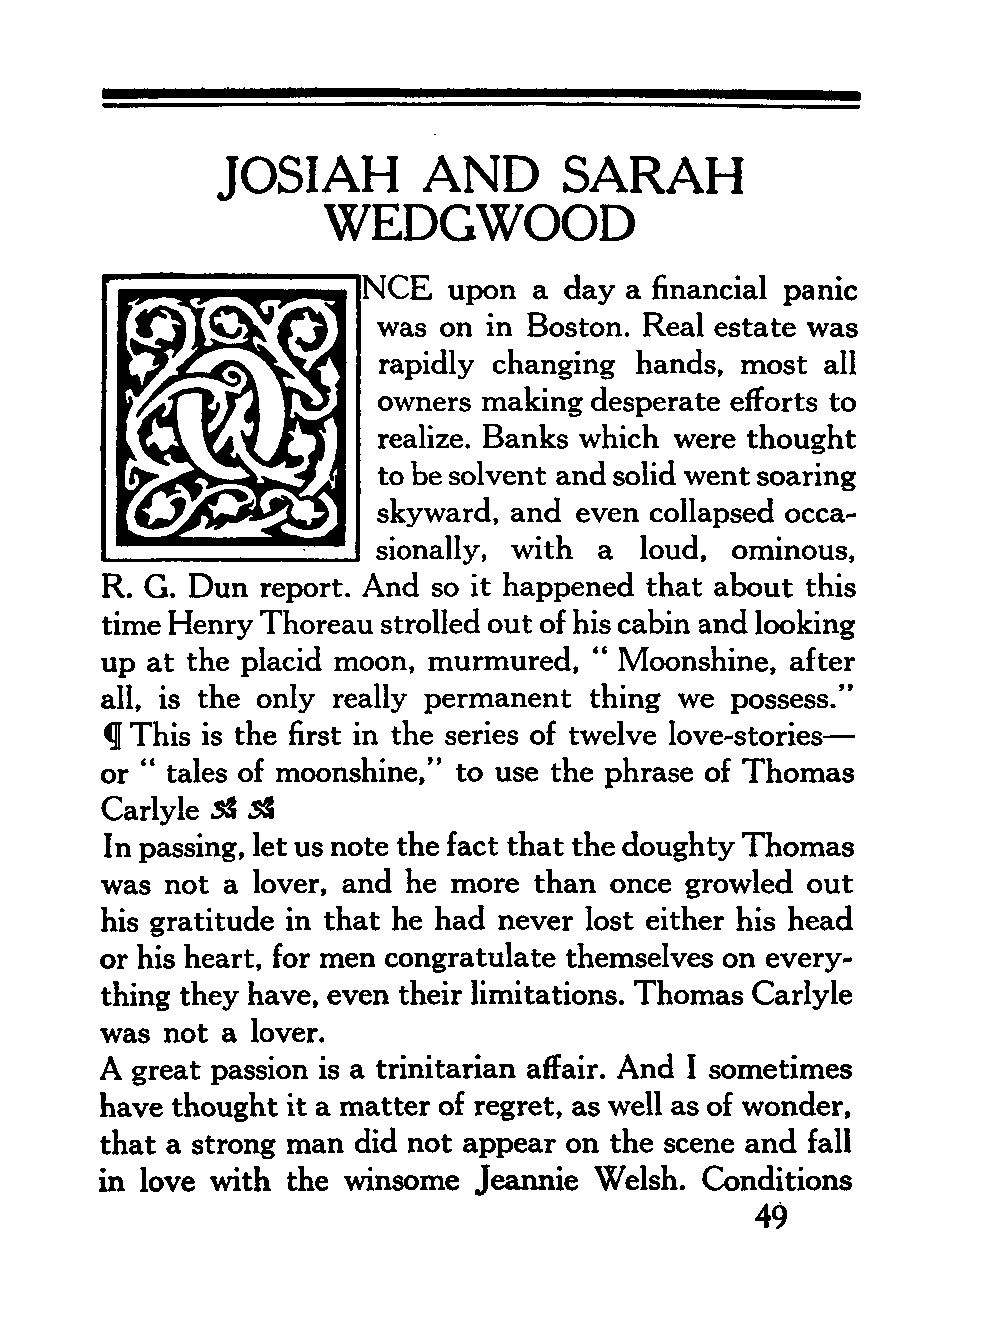 JOSIAH AND SARAH
WEDGWOOD
ONCE upon a day a financial panic
was on in Boston. Real estate was
rapidly changing hands, most all
owners making desperate efforts to
realize. Banks which were thought
to be solvent and solid went soaring
skyward, and even collapsed occa-
sionally, with a loud, ominous,
R. G. Dun report. And so it happened that about this
time Henry Thoreau strolled out of his cabin and looking
up at the placid moon, murmured, “ Moonshine, after
all, is the only really permanent thing we possess.”
¶ This is the first in the series of twelve love-stories—
or “ tales of moonshine,” to use the phrase of Thomas
Carlyle
In passing, let us note the fact that the doughty Thomas
was not a lover, and he more than once growled out
his gratitude in that he had never lost either his head
or his heart, for men congratulate themselves on every-
thing they have, even their limitations. Thomas Carlyle
was not a lover.
A great passion is a trinitarian affair. And I sometimes
have thought it a matter of regret, as well as of wonder,
that a strong man did not appear on the scene and fall
in love with the winsome Jeannie Welsh. Conditions
49